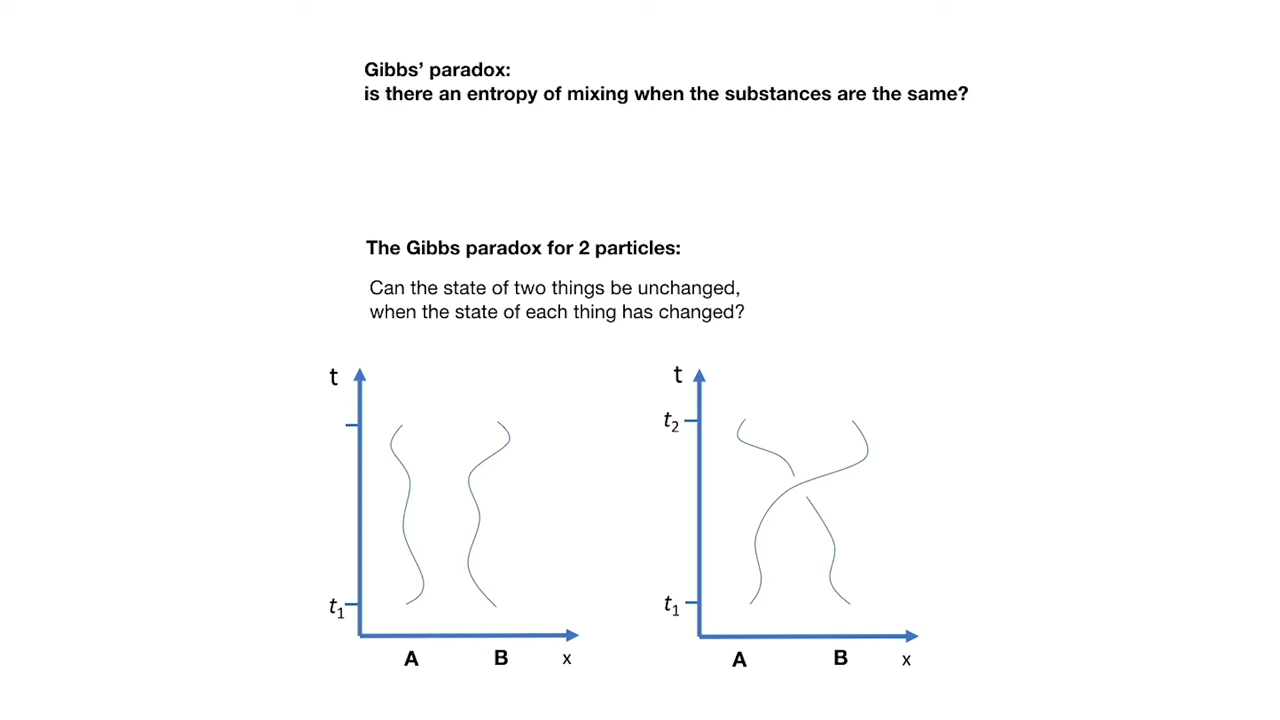 Gibbs’ paradox:
is there an entropy of mixing when the substances are the same?
The Gibbs paradox for 2 particles:
Can the state of two things be unchanged,
when the state of each thing has changed?
t
t₁
A B x
t
t₂
t₁
A B x